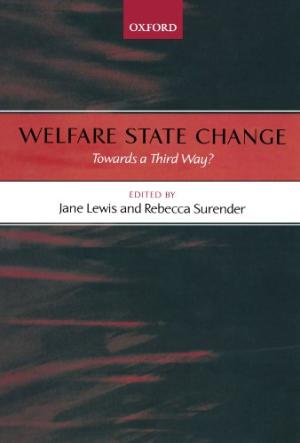 OXFORD
WELFARE STATE CHANGE
Towards a Third Way?
EDITED BY
Jane Lewis and Rebecca Surender